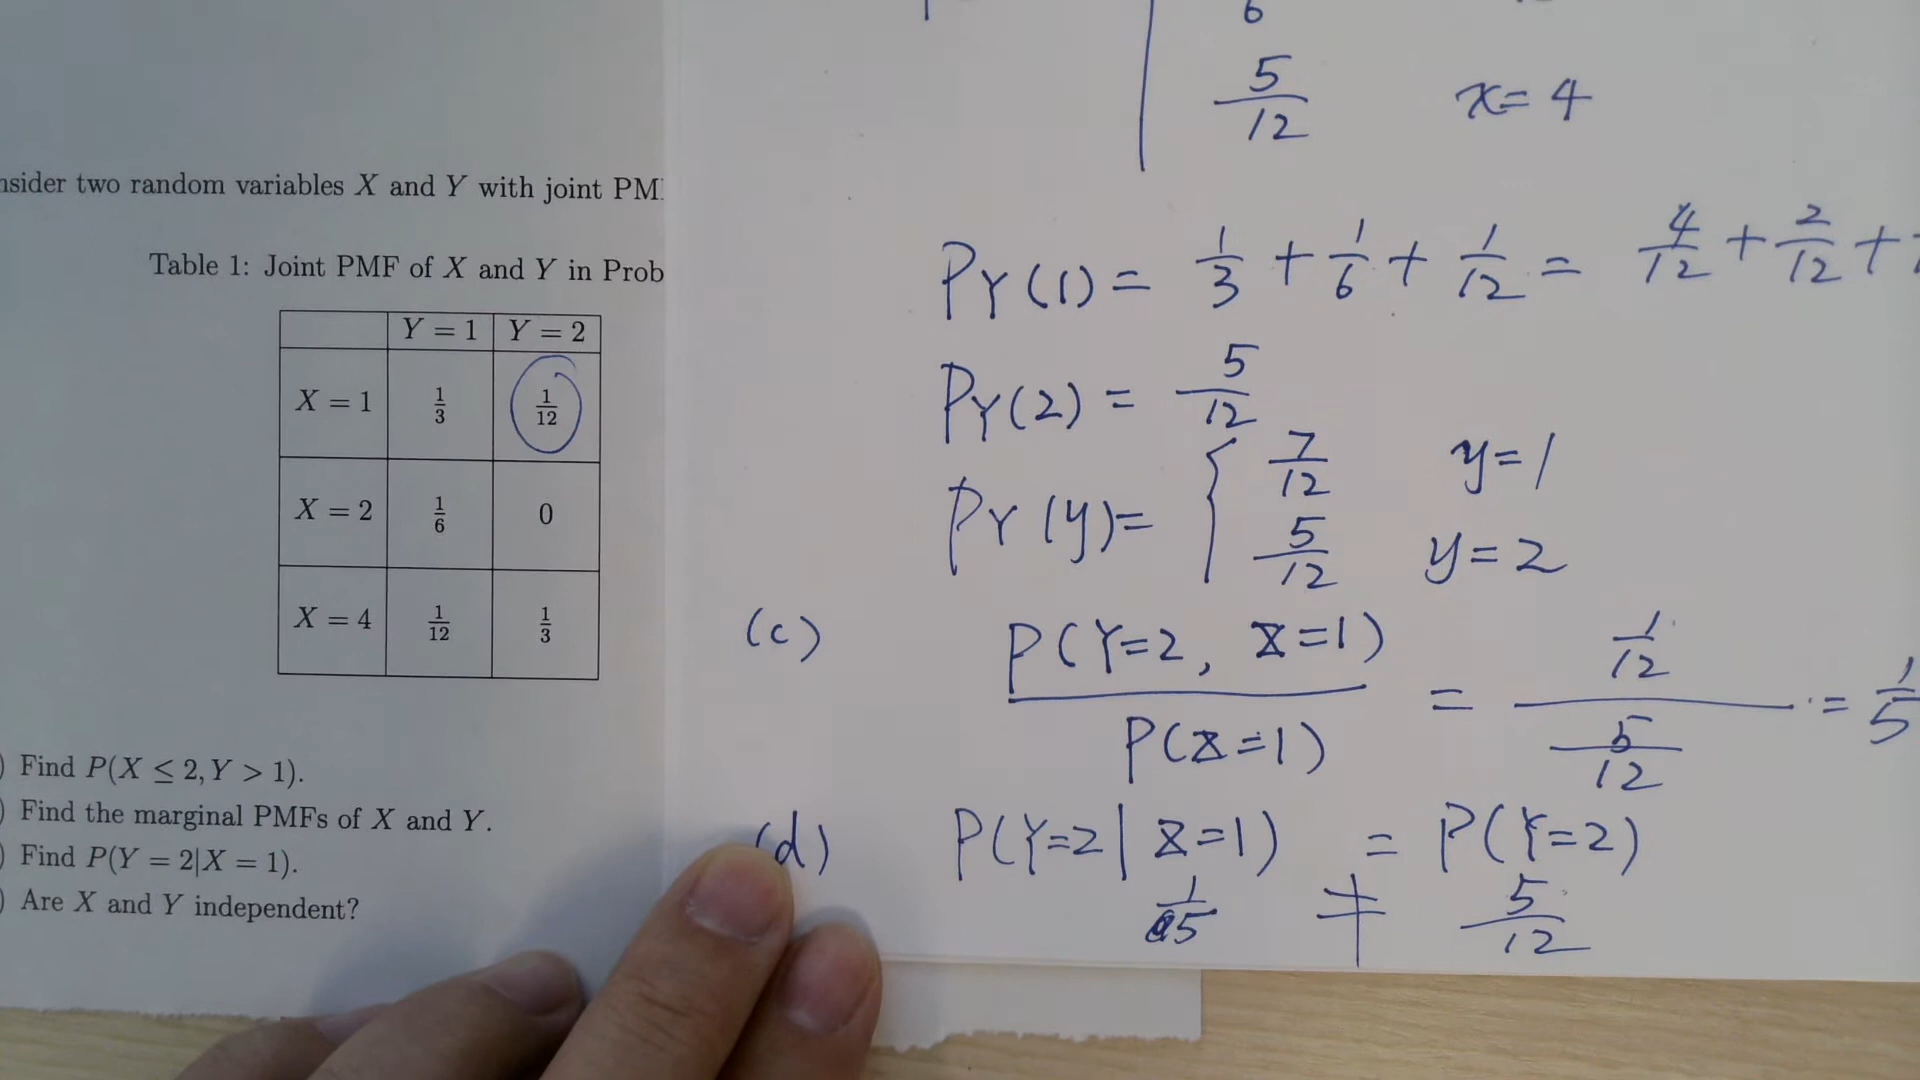 nsider two random variables X and Y with joint PM
Table 1: Joint PMF of X and Y in Prob
Y = 1 Y = 2
X = 1 1/3 1/12
X = 2 1/6 0
X = 4 1/12 1/3
) Find P(X ≤ 2, Y > 1).
) Find the marginal PMFs of X and Y.
) Find P(Y = 2|X = 1).
) Are X and Y independent?
6
5/12 x=4
PY(1) = 1/3 + 1/6 + 1/12 = 4/12 + 2/12 +
PY(2) = 5/12
PY(y)= { 7/12 y=1
5/12 y=2
(c) P(Y=2, X=1) / P(X=1) = (1/12) / (5/12) = 1/5
(d) P(Y=2 | X=1) = P(Y=2)
1/5 ≠ 5/12